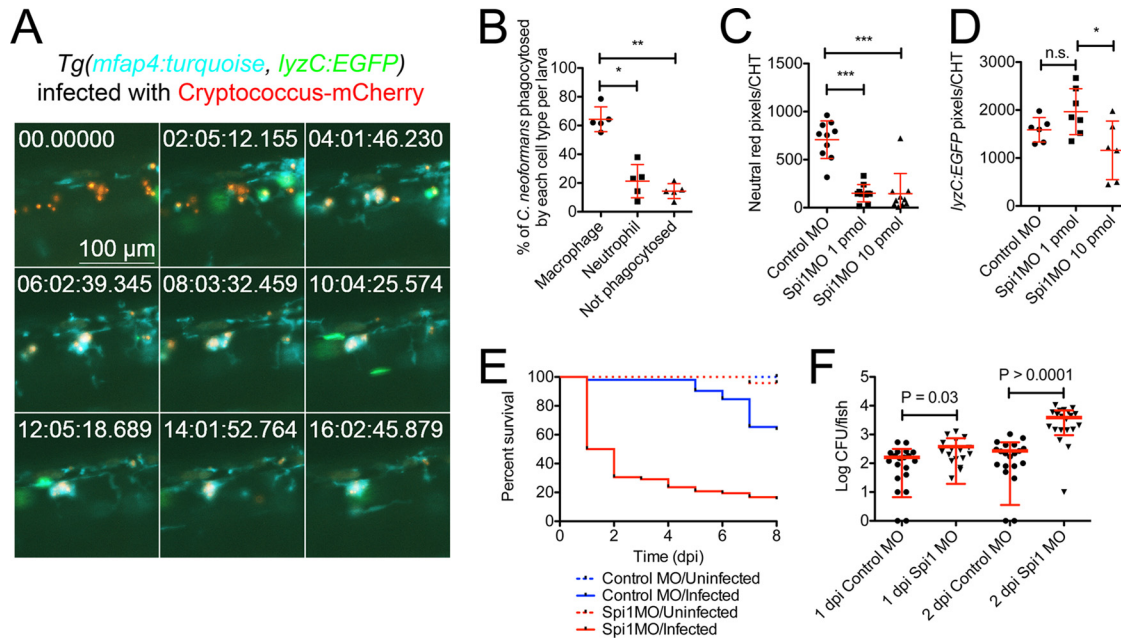 A
Tg(mfap4:turquoise, lyzC:EGFP)
infected with Cryptococcus-mCherry
00.00000
02:05:12.155
04:01:46.230
100 µm
06:02:39.345
08:03:32.459
10:04:25.574
12:05:18.689
14:01:52.764
16:02:45.879
B
% of C. neoformans phagocytosed
by each cell type per larva
100
80
60
40
20
0
**
*
Macrophage
Neutrophil
Not phagocytosed
C
Neutral red pixels/CHT
1500
1000
500
0
***
***
Control MO
Spi1MO 1 pmol
Spi1MO 10 pmol
D
lyzC:EGFP pixels/CHT
4000
3000
2000
1000
0
n.s.
*
Control MO
Spi1MO 1 pmol
Spi1MO 10 pmol
E
Percent survival
100
80
60
40
20
0
0
2
4
6
8
Time (dpi)
Control MO/Uninfected
Control MO/Infected
Spi1MO/Uninfected
Spi1MO/Infected
F
Log CFU/fish
5
4
3
2
1
0
P = 0.03
P > 0.0001
1 dpi Control MO
1 dpi Spi1 MO
2 dpi Control MO
2 dpi Spi1 MO